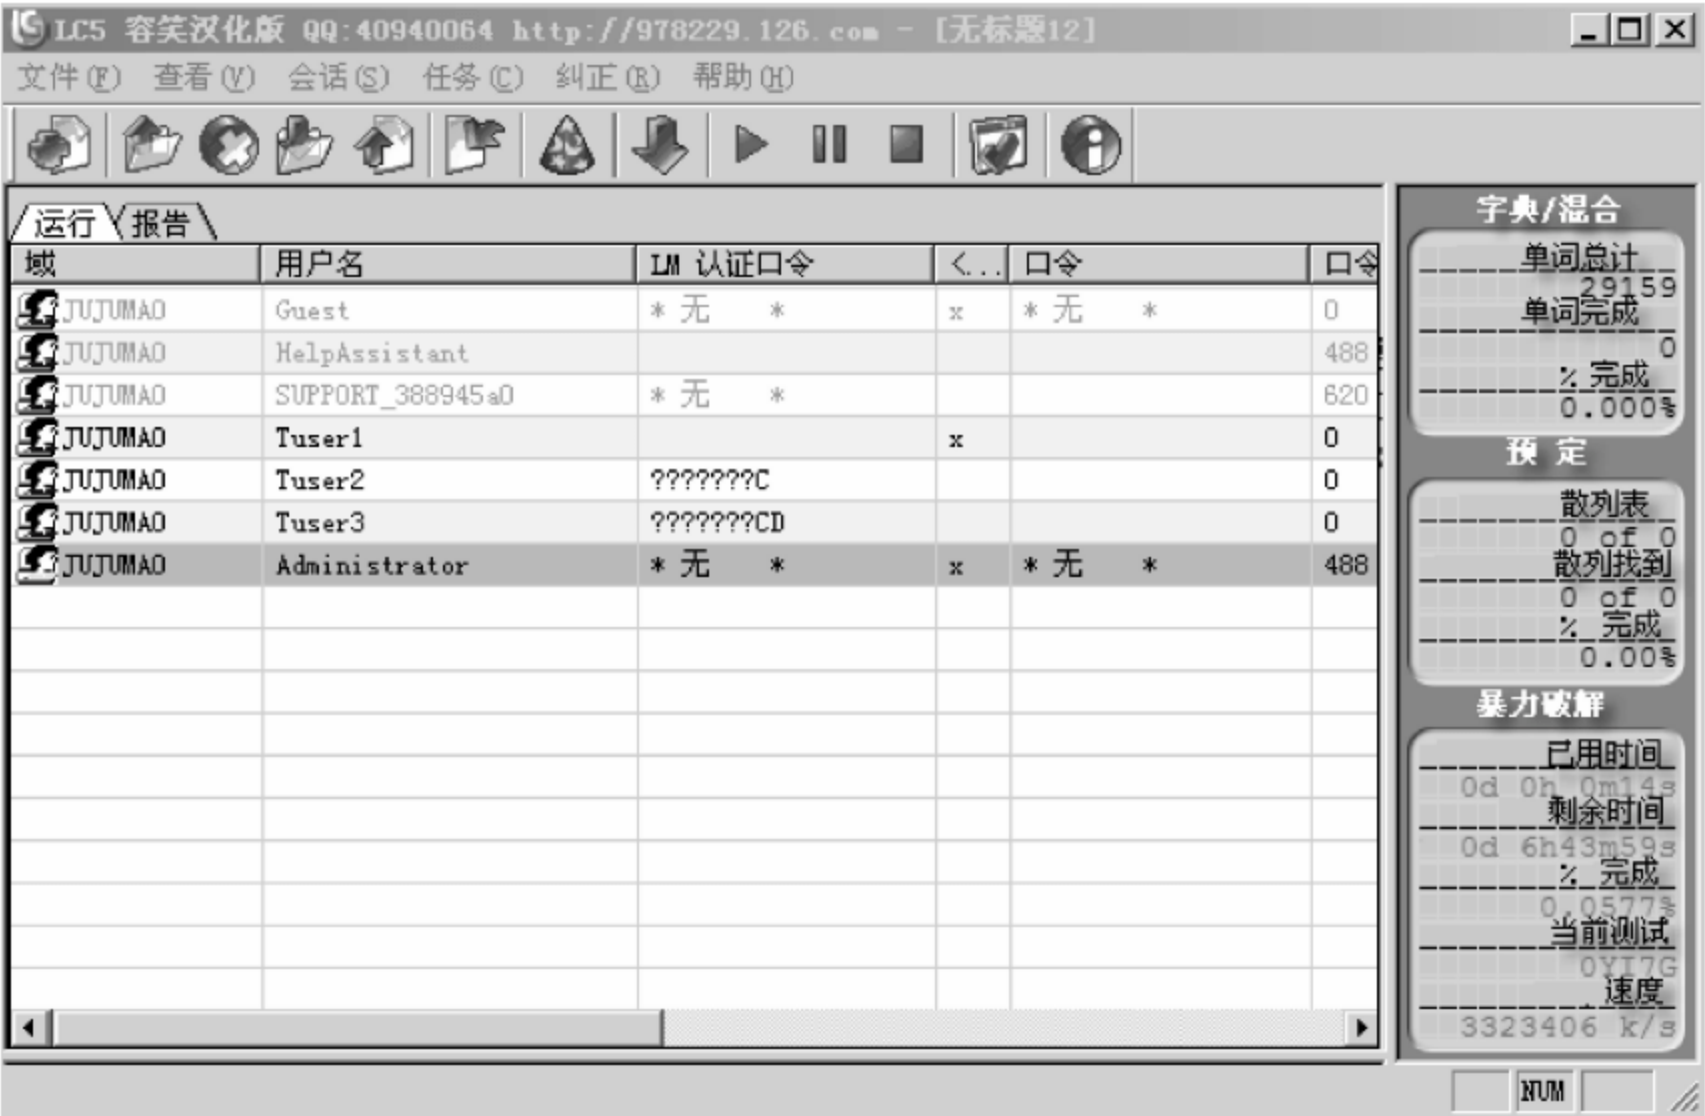 LC5 容笑汉化版 QQ:40940064 http://978229.126.com - [无标题12]
文件(F) 查看(V) 会话(S) 任务(C) 纠正(R) 帮助(H)
运行 报告
域 用户名 LM 认证口令 <... 口令 口令
JUJUMAO Guest * 无 * x * 无 * 0
JUJUMAO HelpAssistant 488
JUJUMAO SUPPORT_388945a0 * 无 * 620
JUJUMAO Tuser1 x 0
JUJUMAO Tuser2 ???????C 0
JUJUMAO Tuser3 ???????CD 0
JUJUMAO Administrator * 无 * x * 无 * 488
字典/混合
单词总计
29159
单词完成
0
% 完成
0.000%
预 定
散列表
0 of 0
散列找到
0 of 0
% 完成
0.00%
暴力破解
已用时间
0d 0h 0m14s
剩余时间
0d 6h43m59s
% 完成
0.0577%
当前测试
0YI7G
速度
3323406 k/s
NUM